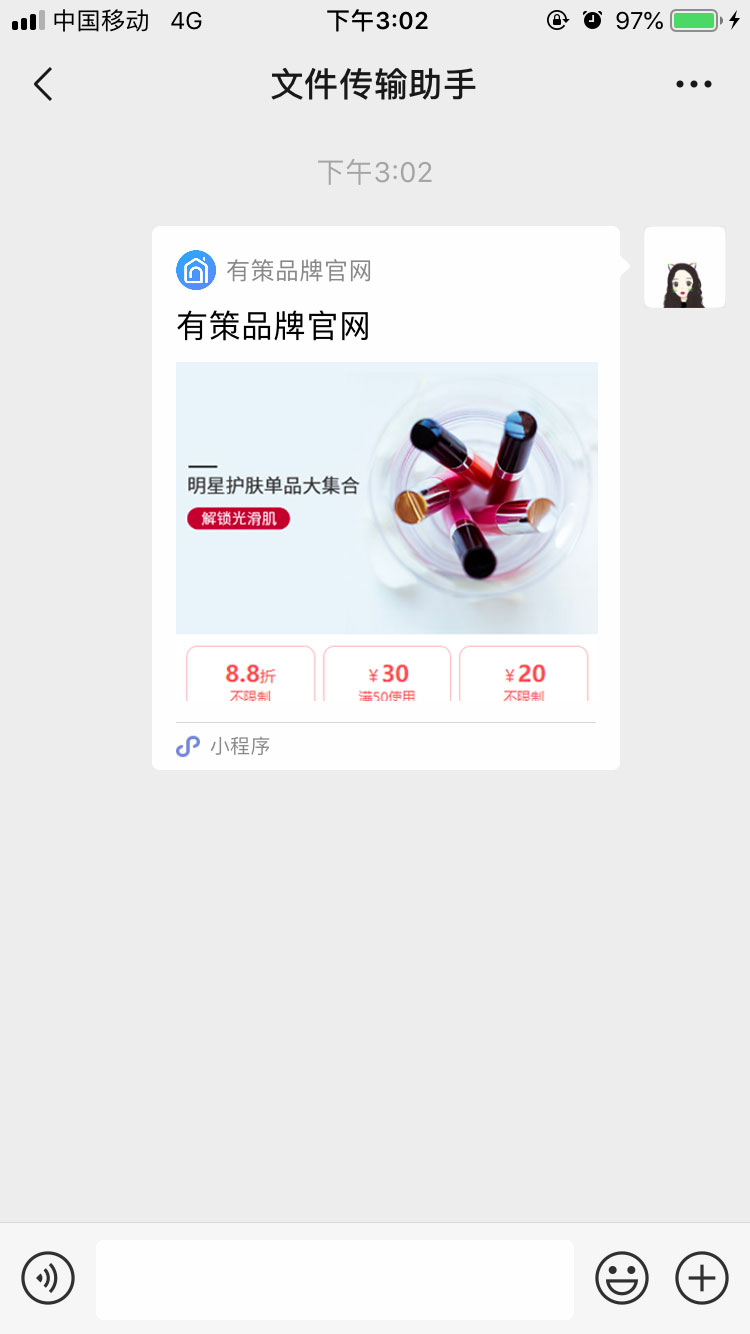 中国移动 4G 下午3:02 97%
文件传输助手
下午3:02
有策品牌官网
有策品牌官网
明星护肤单品大集合
解锁光滑肌
8.8折 ¥30 ¥20
不限制 满50使用 不限制
小程序